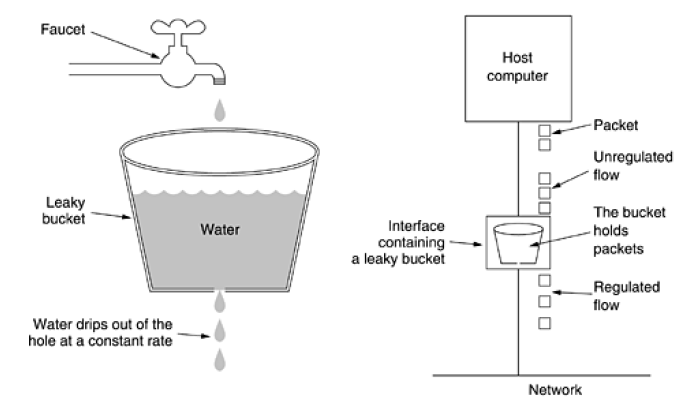 Faucet
Leaky
bucket
Water
Water drips out of the
hole at a constant rate
Host
computer
Packet
Unregulated
flow
Interface
containing
a leaky bucket
The bucket
holds
packets
Regulated
flow
Network